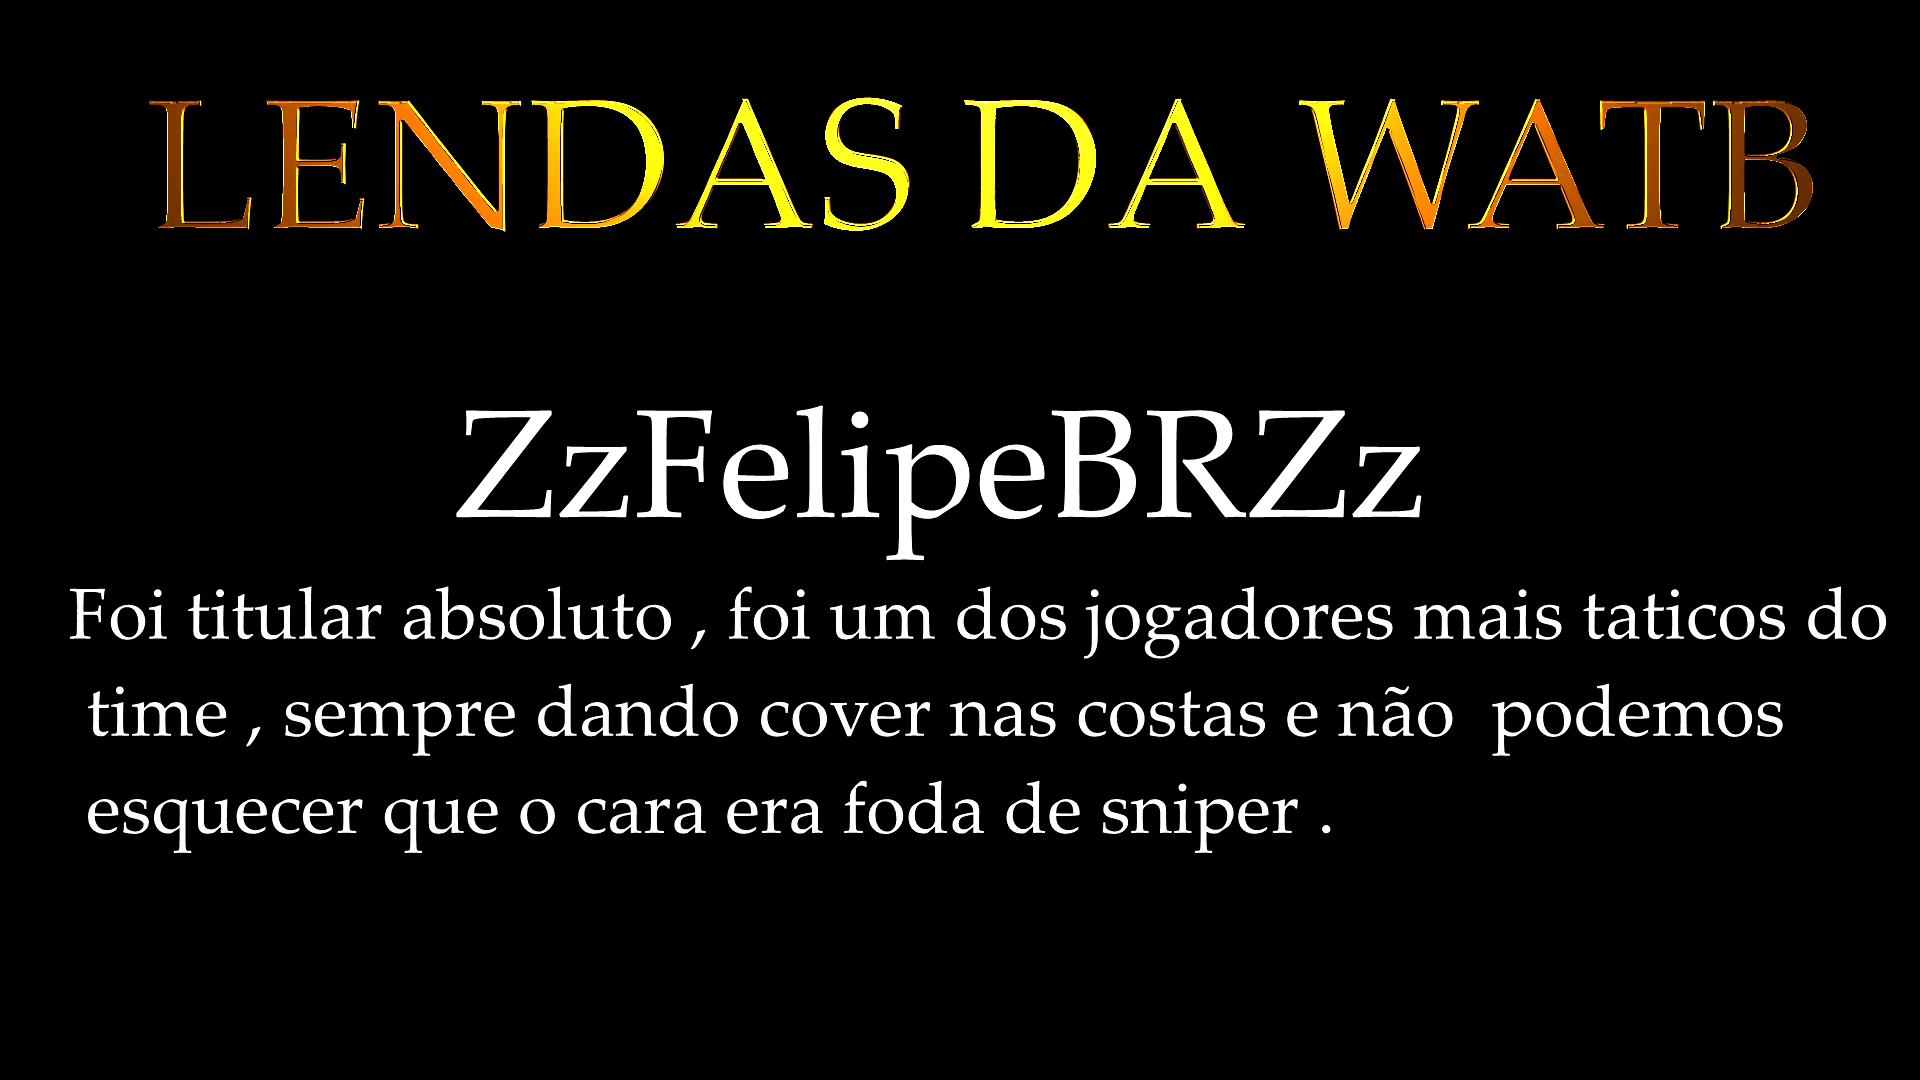 LENDAS DA WATB
ZzFelipeBRZz
Foi titular absoluto , foi um dos jogadores mais taticos do
time , sempre dando cover nas costas e não  podemos
esquecer que o cara era foda de sniper .